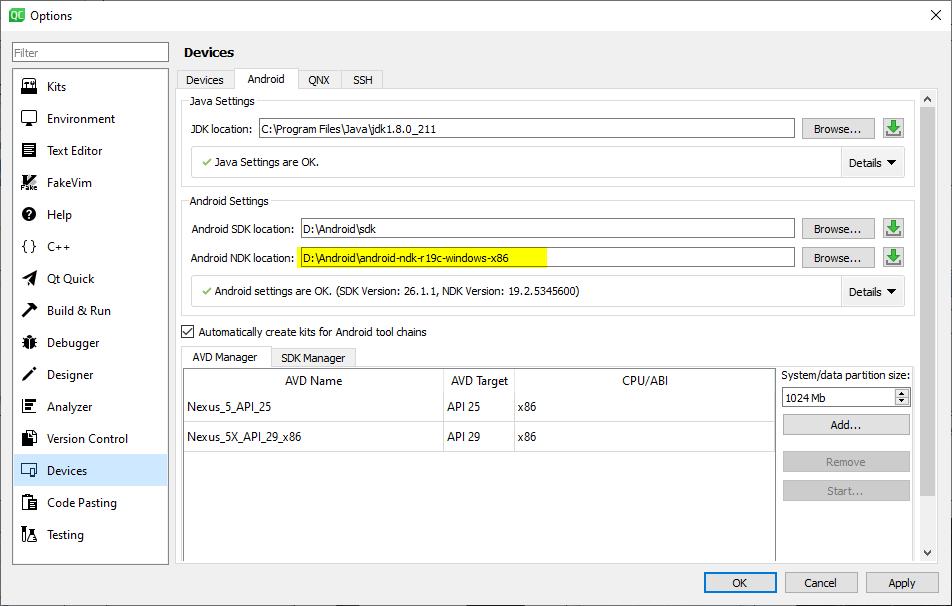 QC Options
Filter
Kits
Environment
Text Editor
FakeVim
Help
C++
Qt Quick
Build & Run
Debugger
Designer
Analyzer
Version Control
Devices
Code Pasting
Testing
Devices
Devices Android QNX SSH
Java Settings
JDK location: C:\Program Files\Java\jdk1.8.0_211 Browse...
Java Settings are OK. Details
Android Settings
Android SDK location: D:\Android\sdk Browse...
Android NDK location: D:\Android\android-ndk-r19c-windows-x86 Browse...
Android settings are OK. (SDK Version: 26.1.1, NDK Version: 19.2.5345600) Details
Automatically create kits for Android tool chains
AVD Manager SDK Manager
AVD Name AVD Target CPU/ABI
Nexus_5_API_25 API 25 x86
Nexus_5X_API_29_x86 API 29 x86
System/data partition size:
1024 Mb
Add...
Remove
Start...
OK Cancel Apply